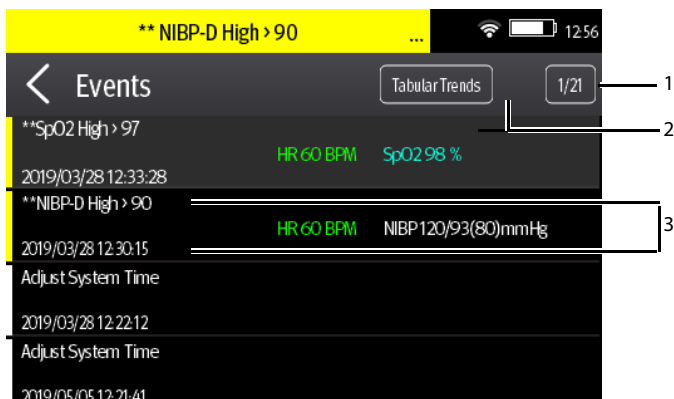 ** NIBP-D High > 90 ... 12:56
Events Tabular Trends 1/21 1
**SpO2 High > 97 2
HR 60 BPM SpO2 98 %
2019/03/28 12:33:28
**NIBP-D High > 90
HR 60 BPM NIBP 120/93(80)mmHg 3
2019/03/28 12:30:15
Adjust System Time
2019/03/28 12:22:12
Adjust System Time
2019/05/05 12:21:41